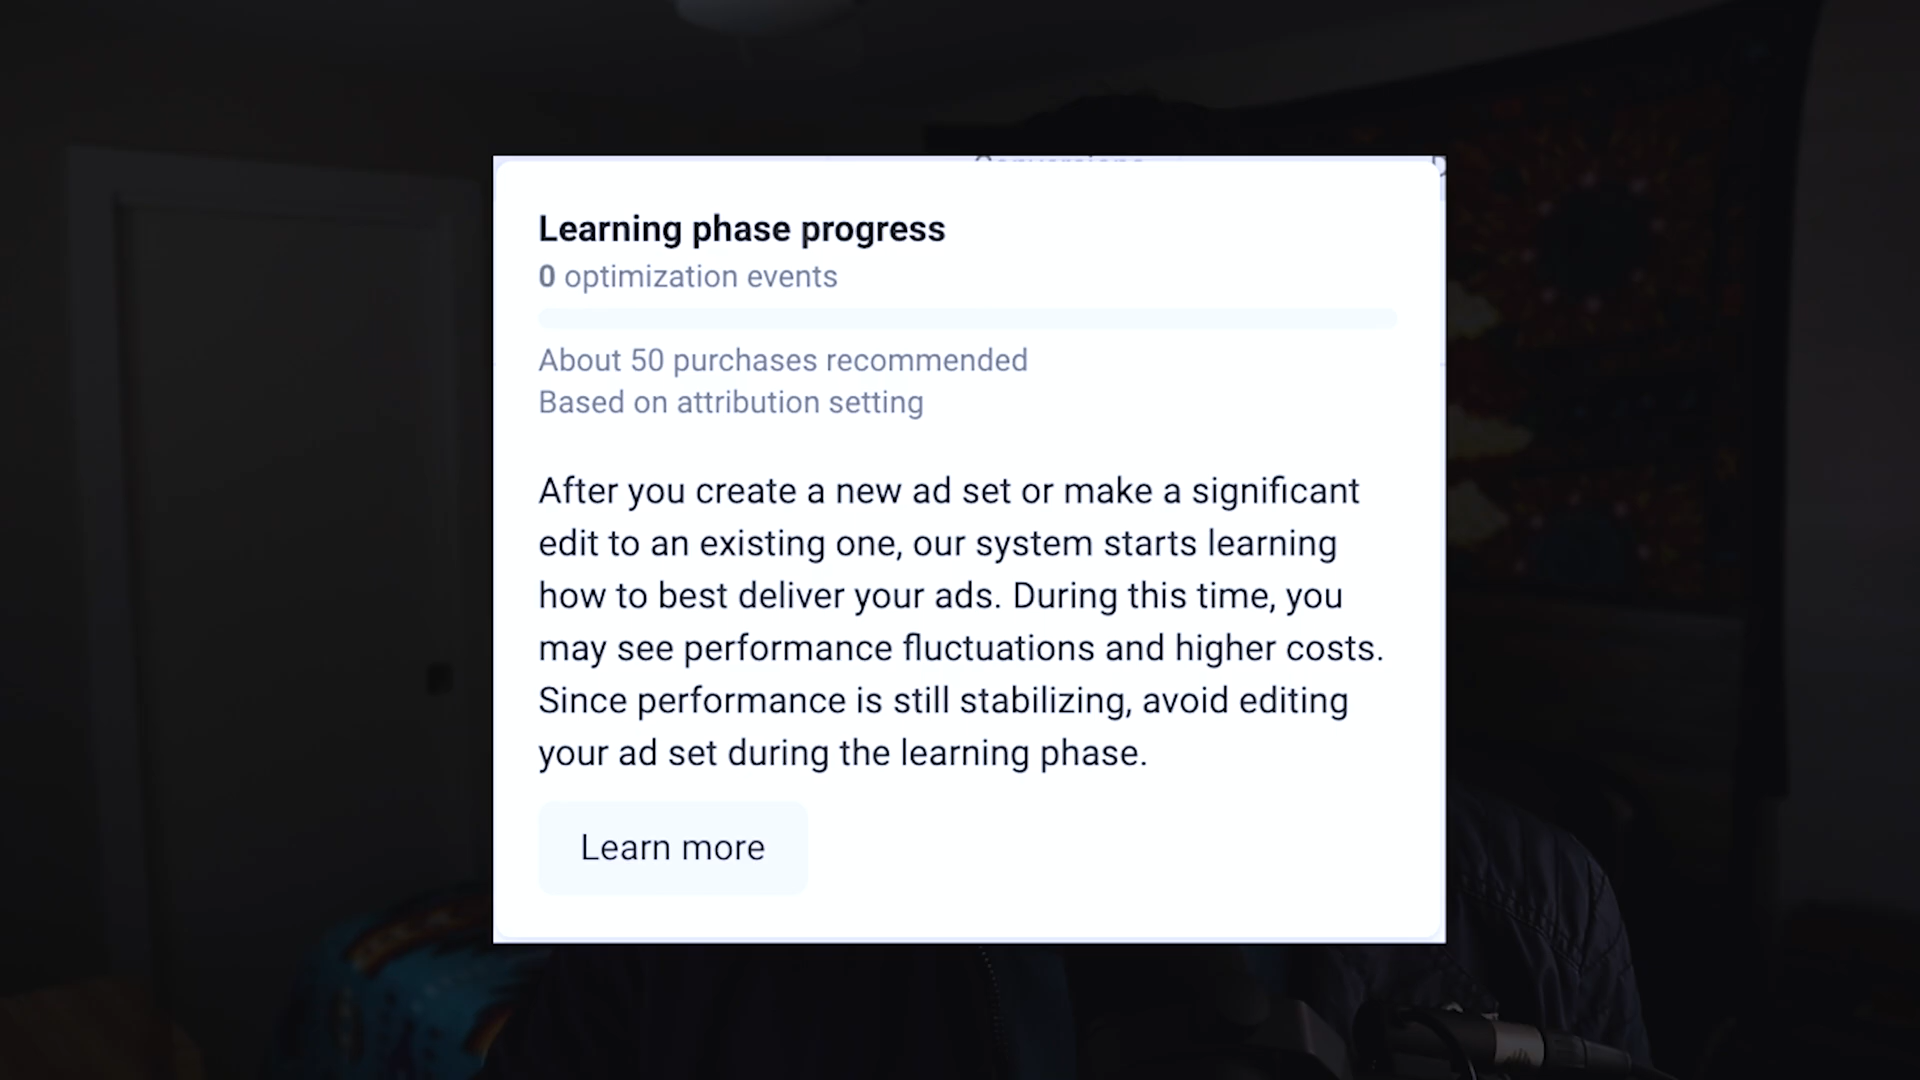 Learning phase progress
0 optimization events
About 50 purchases recommended
Based on attribution setting
After you create a new ad set or make a significant
edit to an existing one, our system starts learning
how to best deliver your ads. During this time, you
may see performance fluctuations and higher costs.
Since performance is still stabilizing, avoid editing
your ad set during the learning phase.
Learn more